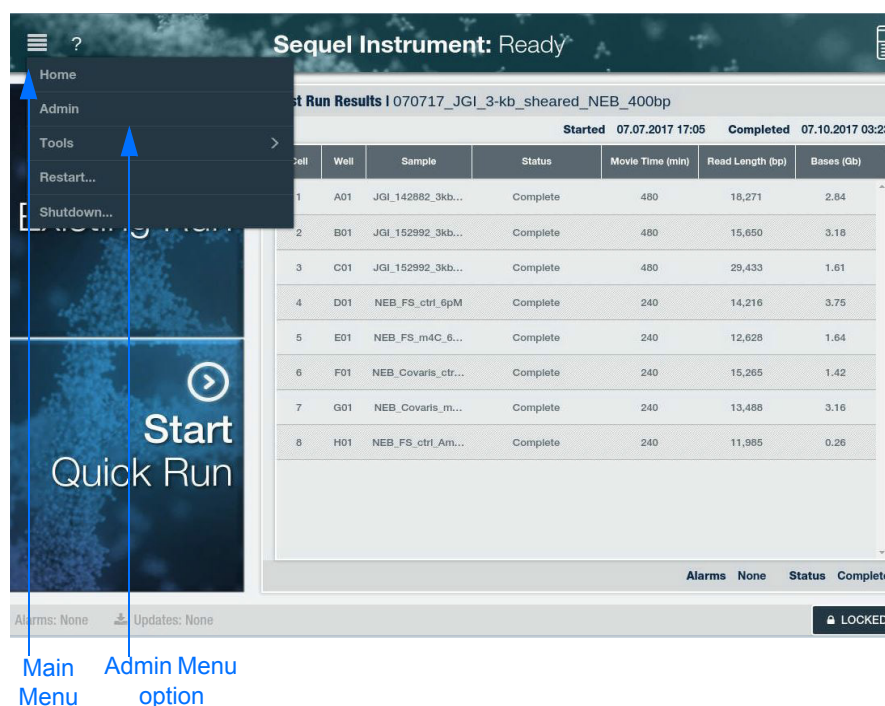 ? Sequel Instrument: Ready
Home
Admin
Tools
Restart...
Shutdown...
st Run Results | 070717_JGI_3-kb_sheared_NEB_400bp
Started 07.07.2017 17:05 Completed 07.10.2017 03:23
Cell Well Sample Status Movie Time (min) Read Length (bp) Bases (Gb)
1 A01 JGI_142882_3kb... Complete 480 18,271 2.84
2 B01 JGI_152992_3kb... Complete 480 15,650 3.18
3 C01 JGI_152992_3kb... Complete 480 29,433 1.61
4 D01 NEB_FS_ctrl_6pM Complete 240 14,216 3.75
5 E01 NEB_FS_m4C_6... Complete 240 12,628 1.64
6 F01 NEB_Covaris_ctr... Complete 240 15,265 1.42
7 G01 NEB_Covaris_m... Complete 240 13,488 3.16
8 H01 NEB_FS_ctrl_Am... Complete 240 11,985 0.26
Existing Run
Start
Quick Run
Alarms None Status Complete
Alarms: None Updates: None
LOCKED
Main Menu
Admin Menu option